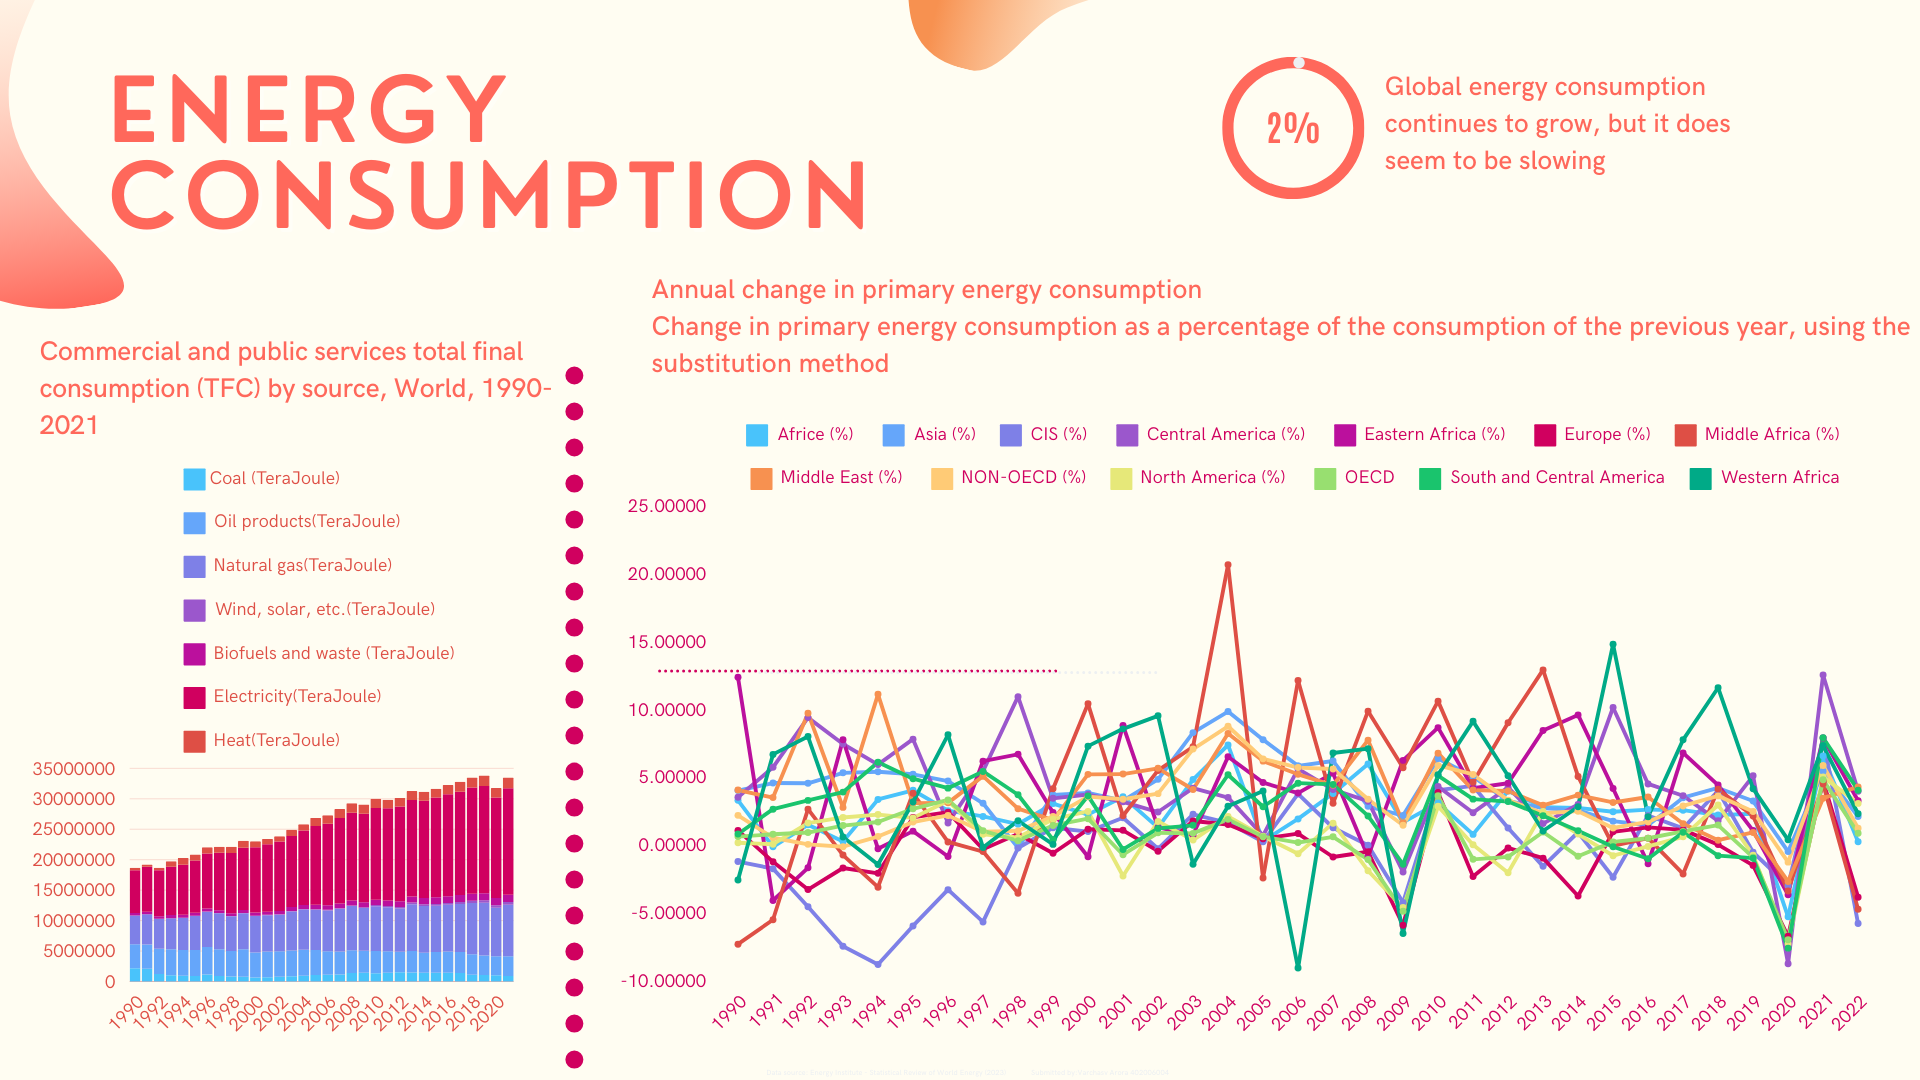 ENERGY
CONSUMPTION
2%
Global energy consumption
continues to grow, but it does
seem to be slowing
Commercial and public services total final
consumption (TFC) by source, World, 1990-
2021
Coal (TeraJoule)
Oil products(TeraJoule)
Natural gas(TeraJoule)
Wind, solar, etc.(TeraJoule)
Biofuels and waste (TeraJoule)
Electricity(TeraJoule)
Heat(TeraJoule)
35000000
30000000
25000000
20000000
15000000
10000000
5000000
0
1990 1992 1994 1996 1998 2000 2002 2004 2006 2008 2010 2012 2014 2016 2018 2020
Annual change in primary energy consumption
Change in primary energy consumption as a percentage of the consumption of the previous year, using the
substitution method
Africe (%) Asia (%) CIS (%) Central America (%) Eastern Africa (%) Europe (%) Middle Africa (%)
Middle East (%) NON-OECD (%) North America (%) OECD South and Central America Western Africa
25.00000
20.00000
15.00000
10.00000
5.00000
0.00000
-5.00000
-10.00000
1990 1991 1992 1993 1994 1995 1996 1997 1998 1999 2000 2001 2002 2003 2004 2005 2006 2007 2008 2009 2010 2011 2012 2013 2014 2015 2016 2017 2018 2019 2020 2021 2022